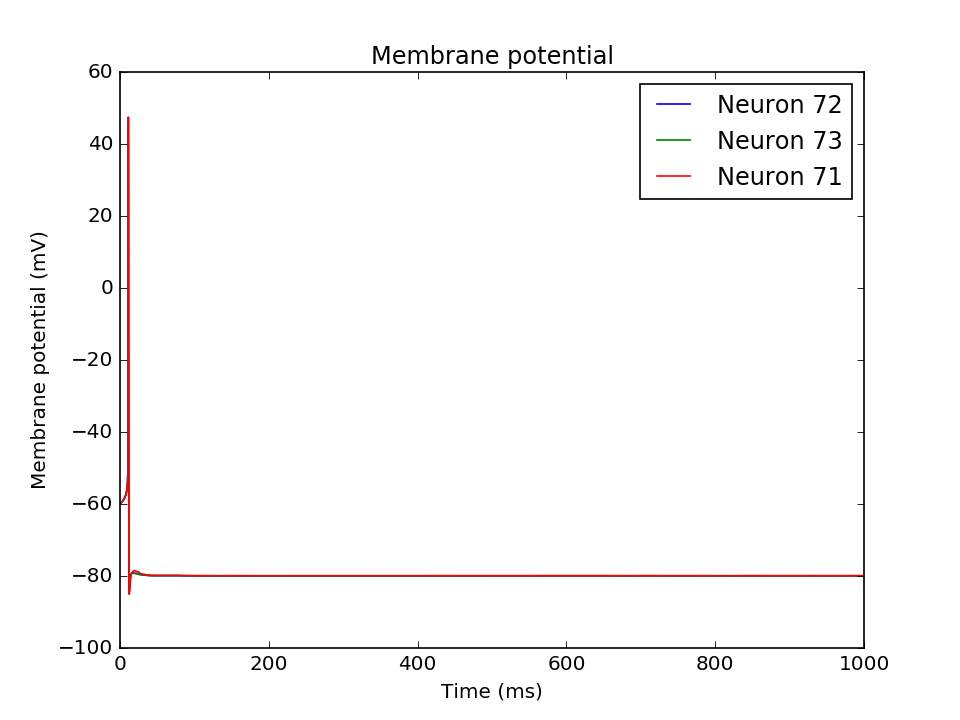 Membrane potential
60
40
20
0
−20
−40
−60
−80
−100
Membrane potential (mV)
Neuron 72
Neuron 73
Neuron 71
0 200 400 600 800 1000
Time (ms)